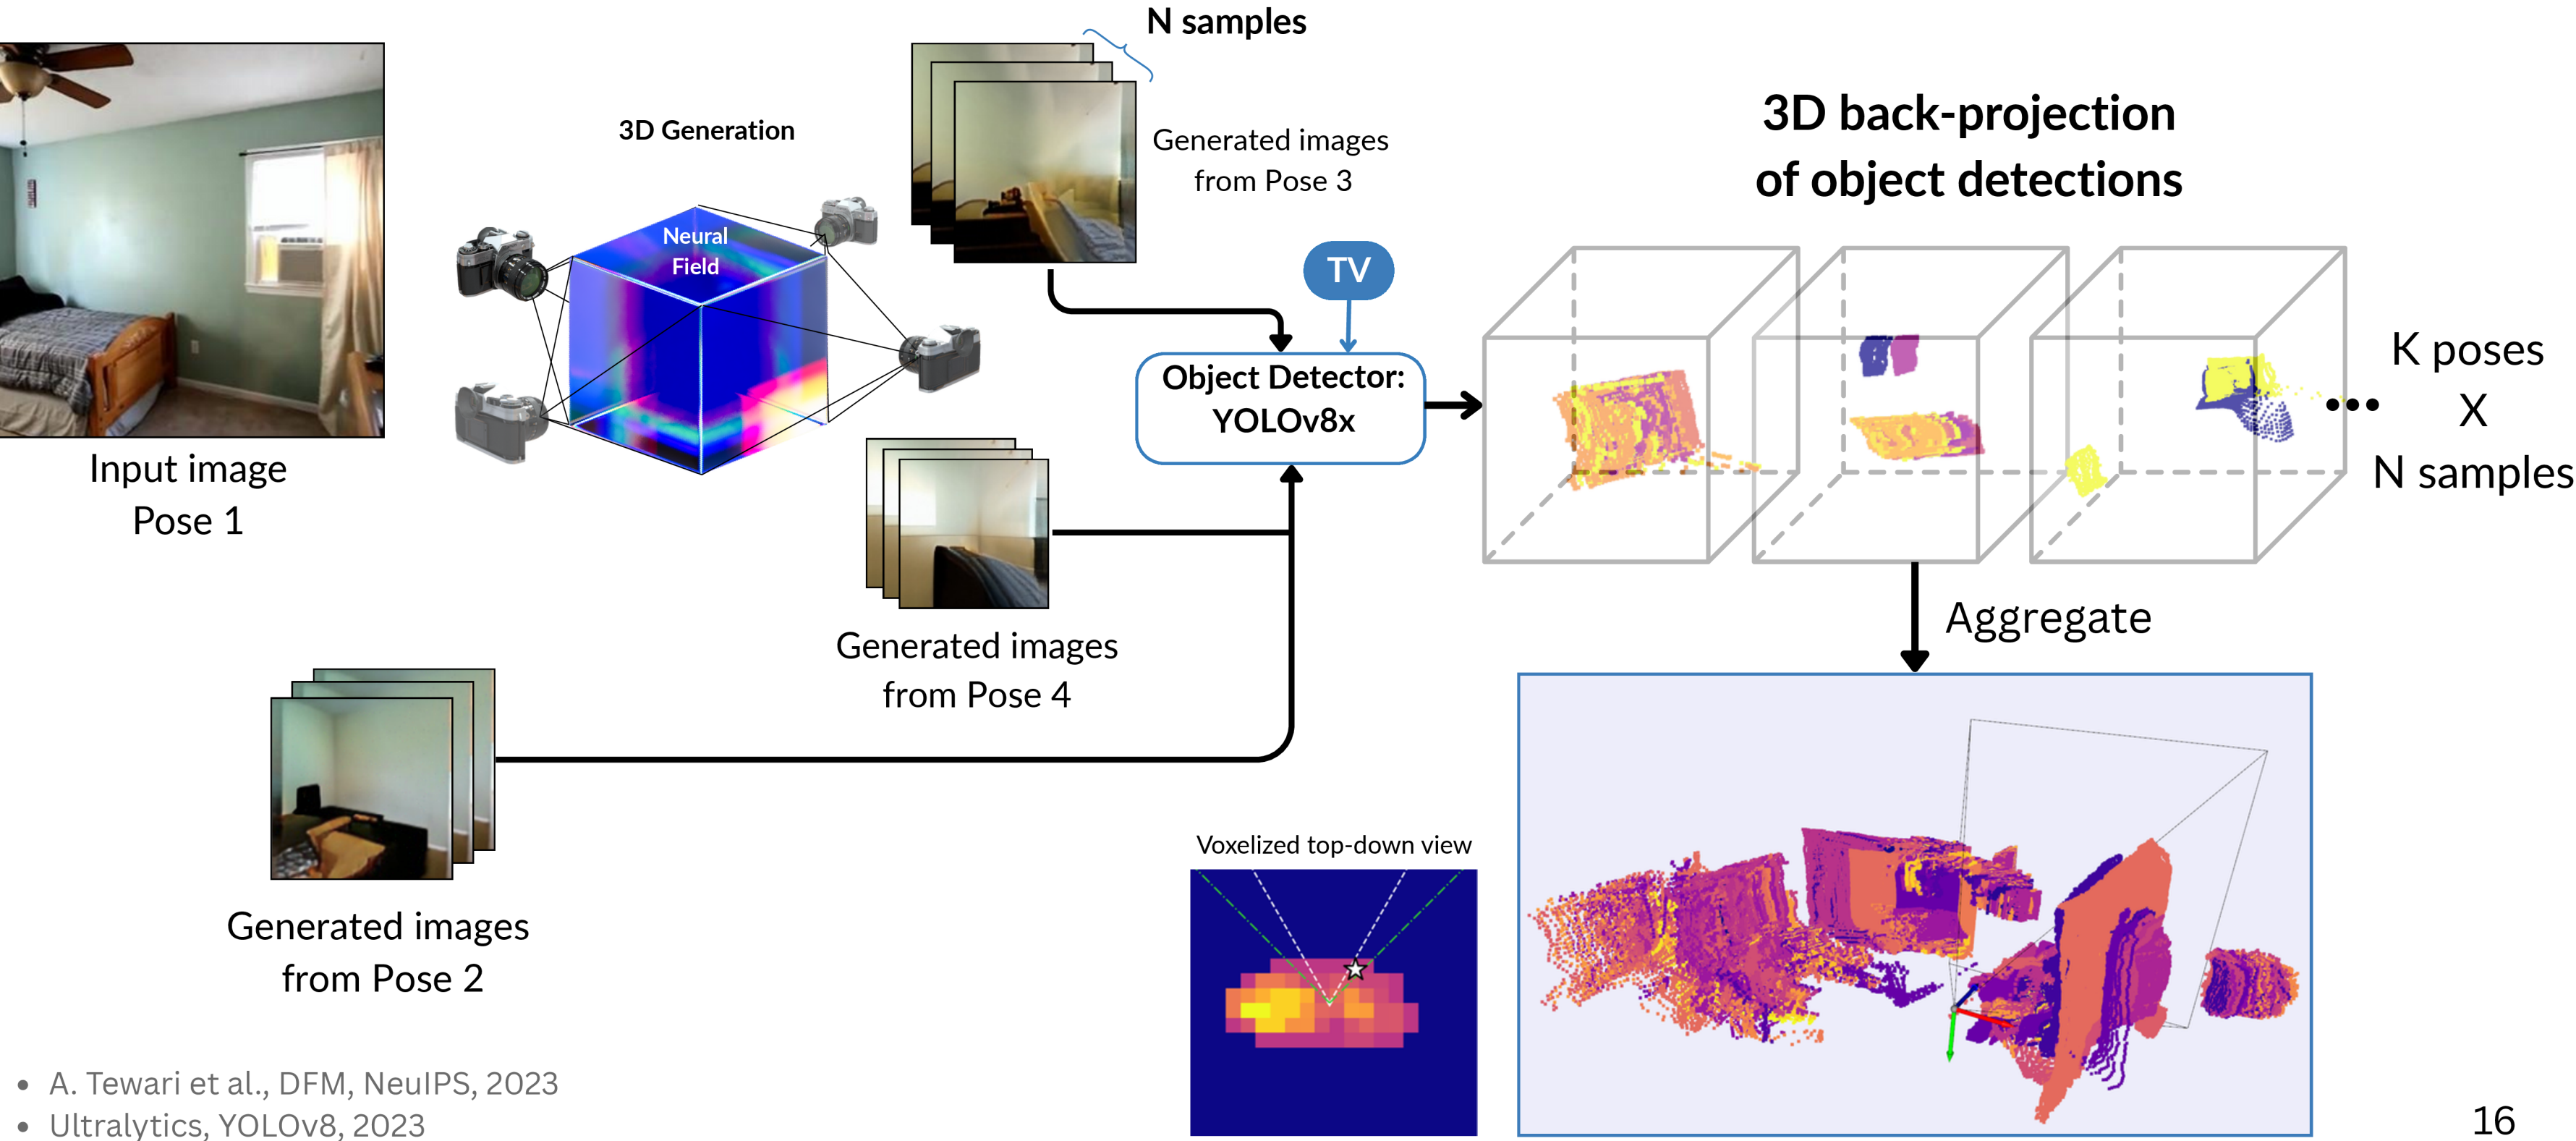 N samples
3D Generation
Generated images
from Pose 3
3D back-projection
of object detections
Neural
Field
TV
Object Detector:
YOLOv8x
K poses
X
N samples
Input image
Pose 1
Aggregate
Generated images
from Pose 4
Voxelized top-down view
Generated images
from Pose 2
• A. Tewari et al., DFM, NeuIPS, 2023
• Ultralytics, YOLOv8, 2023
16